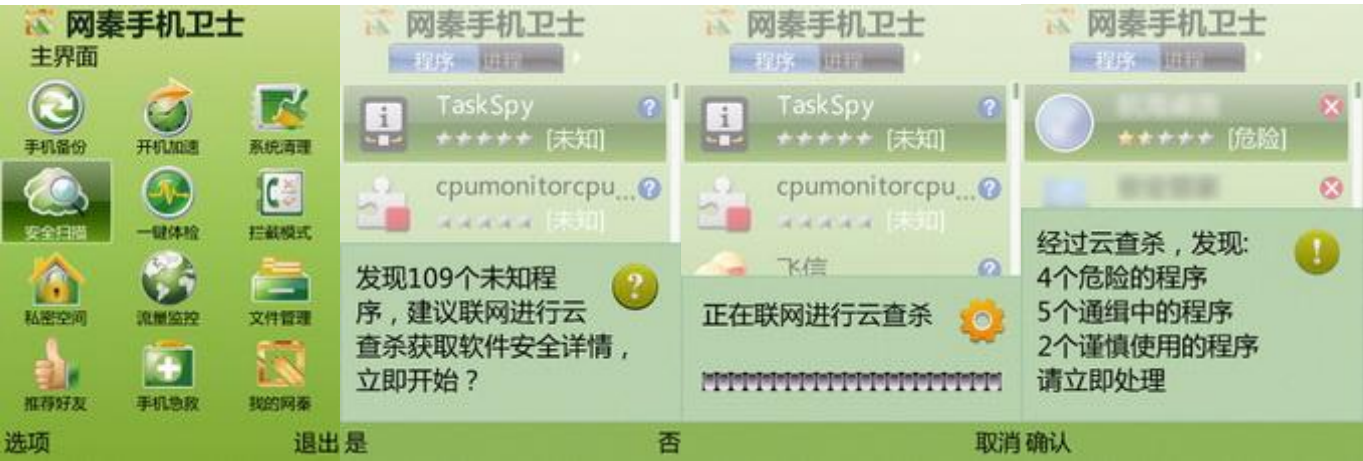 网秦手机卫士
主界面
手机备份
开机加速
系统清理
安全扫描
一键体检
拦截模式
私密空间
流量监控
文件管理
推荐好友
手机急救
我的网秦
选项
退出
网秦手机卫士
程序
进程
TaskSpy
[未知]
cpumonitorcpu...
[未知]
发现109个未知程
序，建议联网进行云
查杀获取软件安全详情，
立即开始？
是
否
网秦手机卫士
程序
进程
TaskSpy
[未知]
cpumonitorcpu...
[未知]
飞信
正在联网进行云查杀
取消
网秦手机卫士
程序
进程
[危险]
经过云查杀，发现:
4个危险的程序
5个通缉中的程序
2个谨慎使用的程序
请立即处理
确认